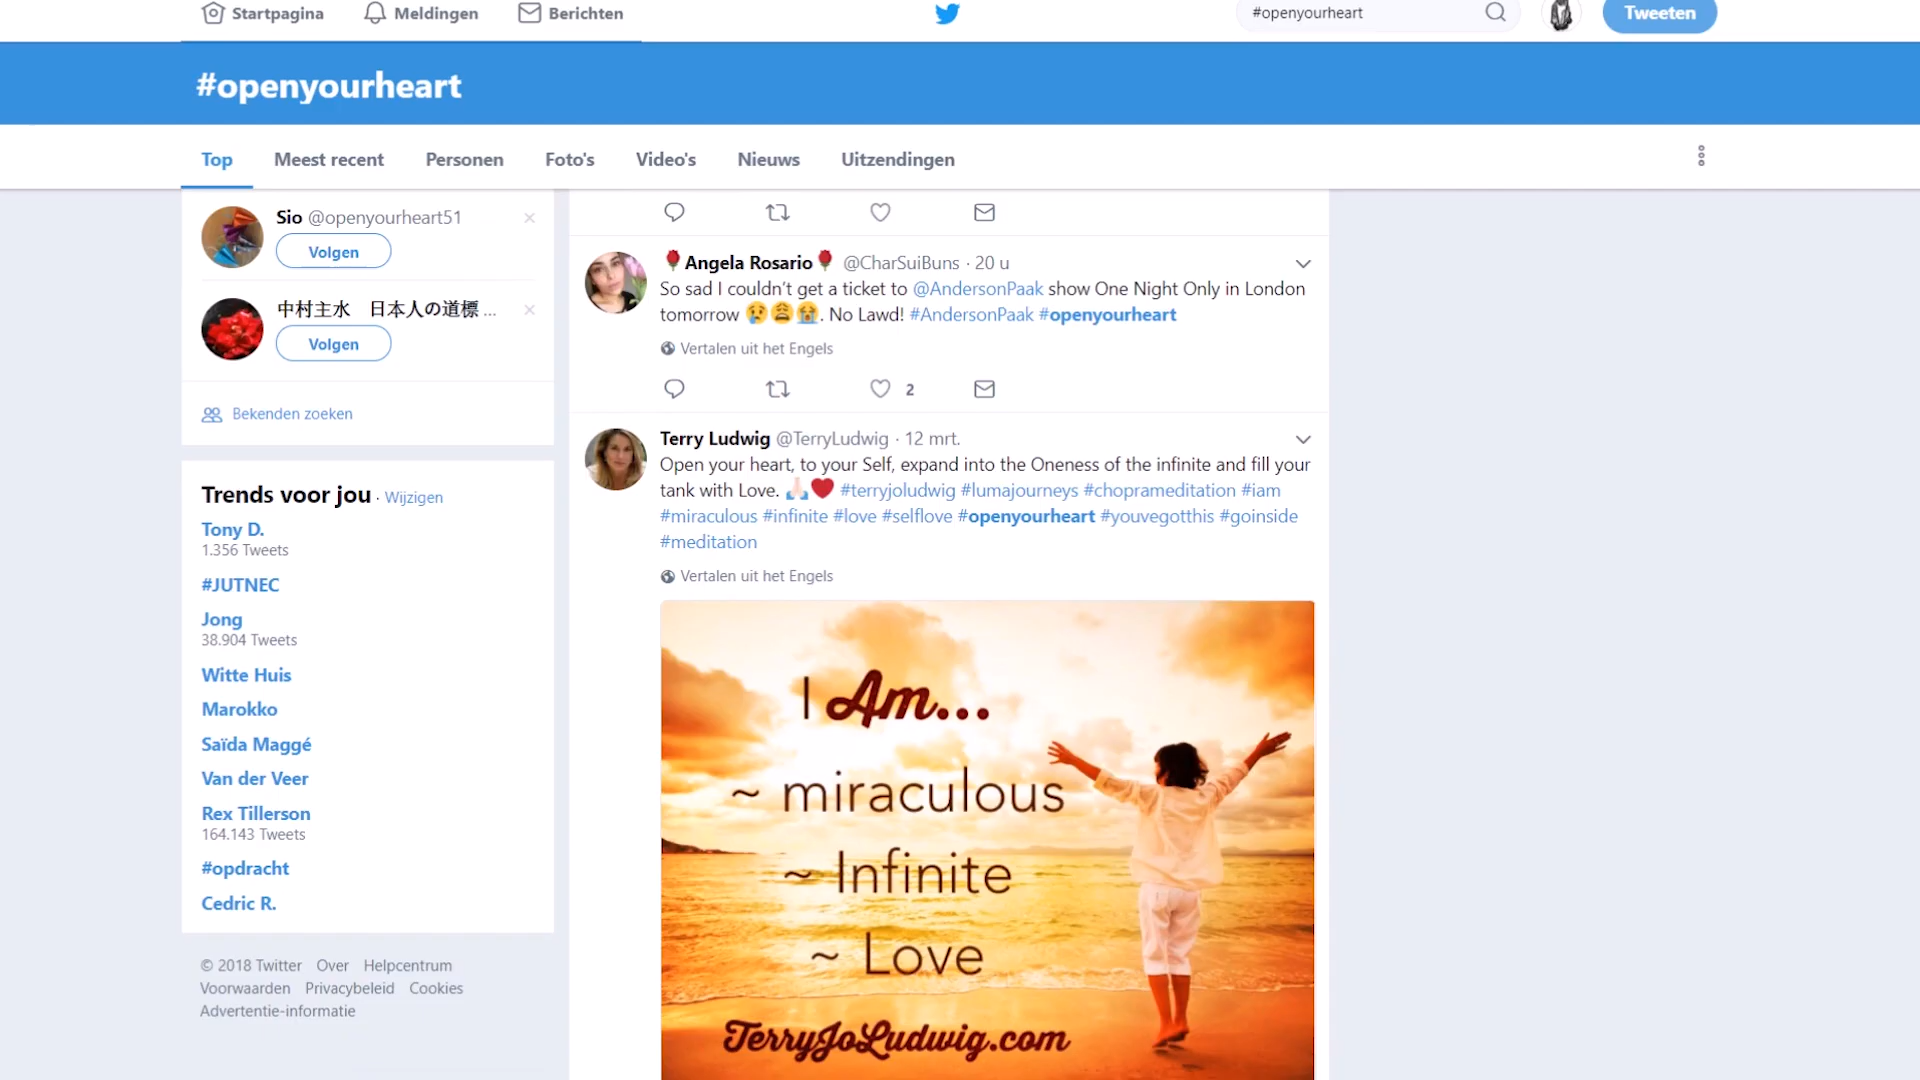 Startpagina Meldingen Berichten #openyourheart Tweeten
#openyourheart
Top Meest recent Personen Foto's Video's Nieuws Uitzendingen
Sio @openyourheart51
Volgen
中村主水 日本人の道標 ...
Volgen
Bekenden zoeken
Trends voor jou · Wijzigen
Tony D.
1.356 Tweets
#JUTNEC
Jong
38.904 Tweets
Witte Huis
Marokko
Saïda Maggé
Van der Veer
Rex Tillerson
164.143 Tweets
#opdracht
Cedric R.
© 2018 Twitter Over Helpcentrum
Voorwaarden Privacybeleid Cookies
Advertentie-informatie
🌹Angela Rosario🌹 @CharSuiBuns · 20 u
So sad I couldn't get a ticket to @AndersonPaak show One Night Only in London
tomorrow 😢😩😭. No Lawd! #AndersonPaak #openyourheart
Vertalen uit het Engels
2
Terry Ludwig @TerryLudwig · 12 mrt.
Open your heart, to your Self, expand into the Oneness of the infinite and fill your
tank with Love. 🙏🏻❤️ #terryjoludwig #lumajourneys #choprameditation #iam
#miraculous #infinite #love #selflove #openyourheart #youvegotthis #goinside
#meditation
Vertalen uit het Engels
I Am...
~ miraculous
~ Infinite
~ Love
TerryJoLudwig.com